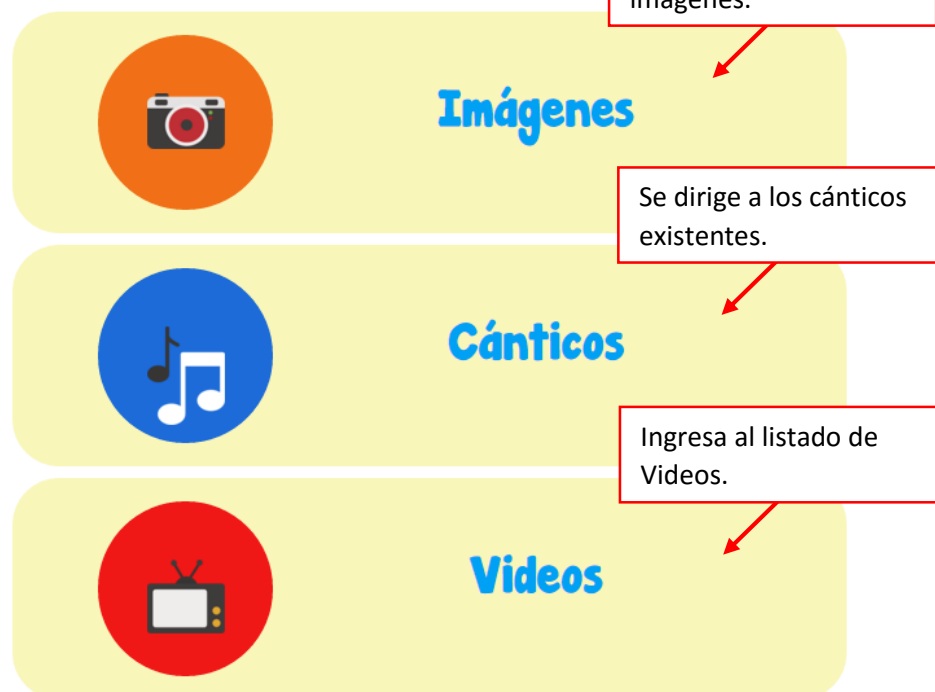 imágenes.
Imágenes
Se dirige a los cánticos
existentes.
Cánticos
Ingresa al listado de
Videos.
Videos